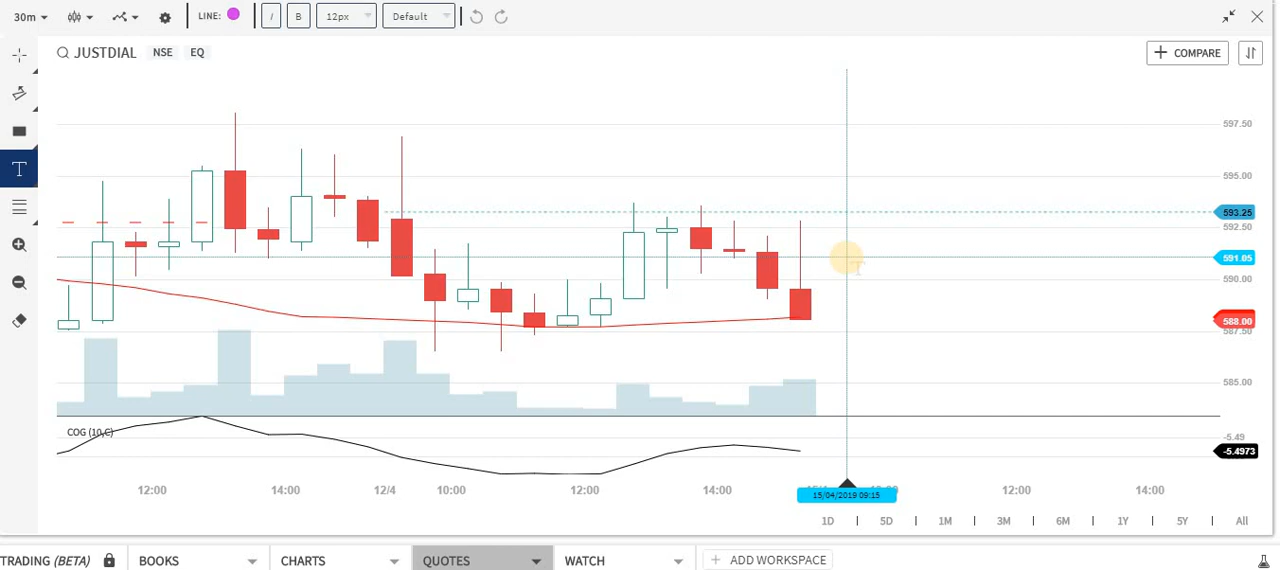 30m LINE: I B 12px Default
JUSTDIAL NSE EQ + COMPARE
T
597.50
595.00
593.25
592.50
591.05
590.00
588.00
587.50
585.00
COG (10,C)
-5.49
-5.4973
12:00 14:00 12/4 10:00 12:00 14:00 12:00 14:00
15/04/2019 09:15
1D 5D 1M 3M 6M 1Y 5Y All
TRADING (BETA) BOOKS CHARTS QUOTES WATCH + ADD WORKSPACE